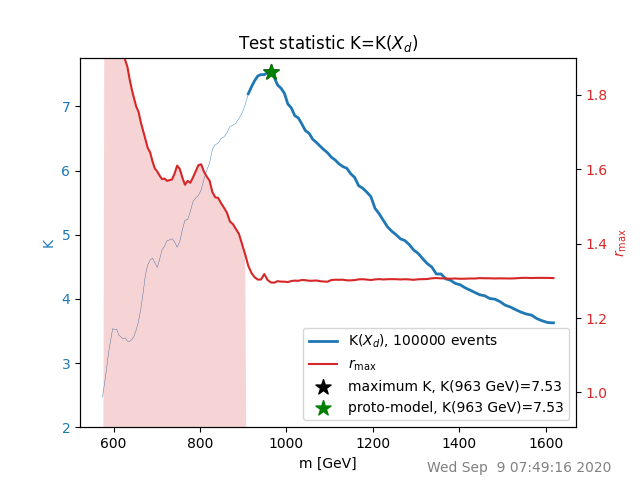 Test statistic K=K(X_d)
7
6
5
4
3
2
K
1.8
1.6
1.4
1.2
1.0
r_max
K(X_d), 100000 events
r_max
maximum K, K(963 GeV)=7.53
proto-model, K(963 GeV)=7.53
600 800 1000 1200 1400 1600
m [GeV]
Wed Sep  9 07:49:16 2020